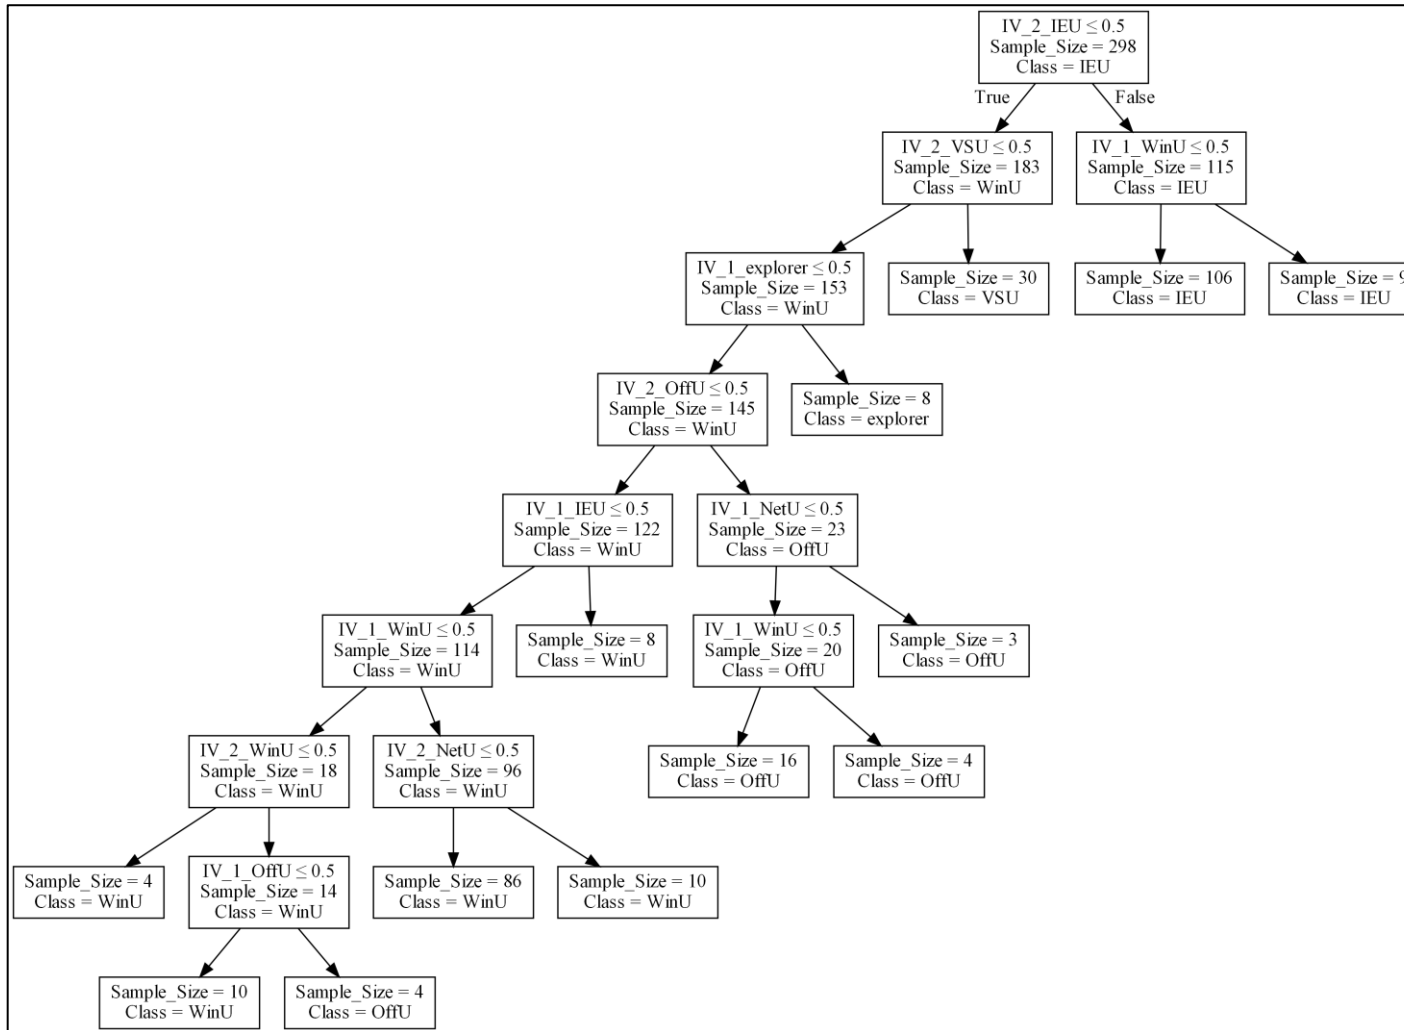 IV_2_IEU ≤ 0.5
Sample_Size = 298
Class = IEU
True
False
IV_2_VSU ≤ 0.5
Sample_Size = 183
Class = WinU
IV_1_WinU ≤ 0.5
Sample_Size = 115
Class = IEU
IV_1_explorer ≤ 0.5
Sample_Size = 153
Class = WinU
Sample_Size = 30
Class = VSU
Sample_Size = 106
Class = IEU
Sample_Size = 9
Class = IEU
IV_2_OffU ≤ 0.5
Sample_Size = 145
Class = WinU
Sample_Size = 8
Class = explorer
IV_1_IEU ≤ 0.5
Sample_Size = 122
Class = WinU
IV_1_NetU ≤ 0.5
Sample_Size = 23
Class = OffU
IV_1_WinU ≤ 0.5
Sample_Size = 114
Class = WinU
Sample_Size = 8
Class = WinU
IV_1_WinU ≤ 0.5
Sample_Size = 20
Class = OffU
Sample_Size = 3
Class = OffU
IV_2_WinU ≤ 0.5
Sample_Size = 18
Class = WinU
IV_2_NetU ≤ 0.5
Sample_Size = 96
Class = WinU
Sample_Size = 16
Class = OffU
Sample_Size = 4
Class = OffU
Sample_Size = 4
Class = WinU
IV_1_OffU ≤ 0.5
Sample_Size = 14
Class = WinU
Sample_Size = 86
Class = WinU
Sample_Size = 10
Class = WinU
Sample_Size = 10
Class = WinU
Sample_Size = 4
Class = OffU